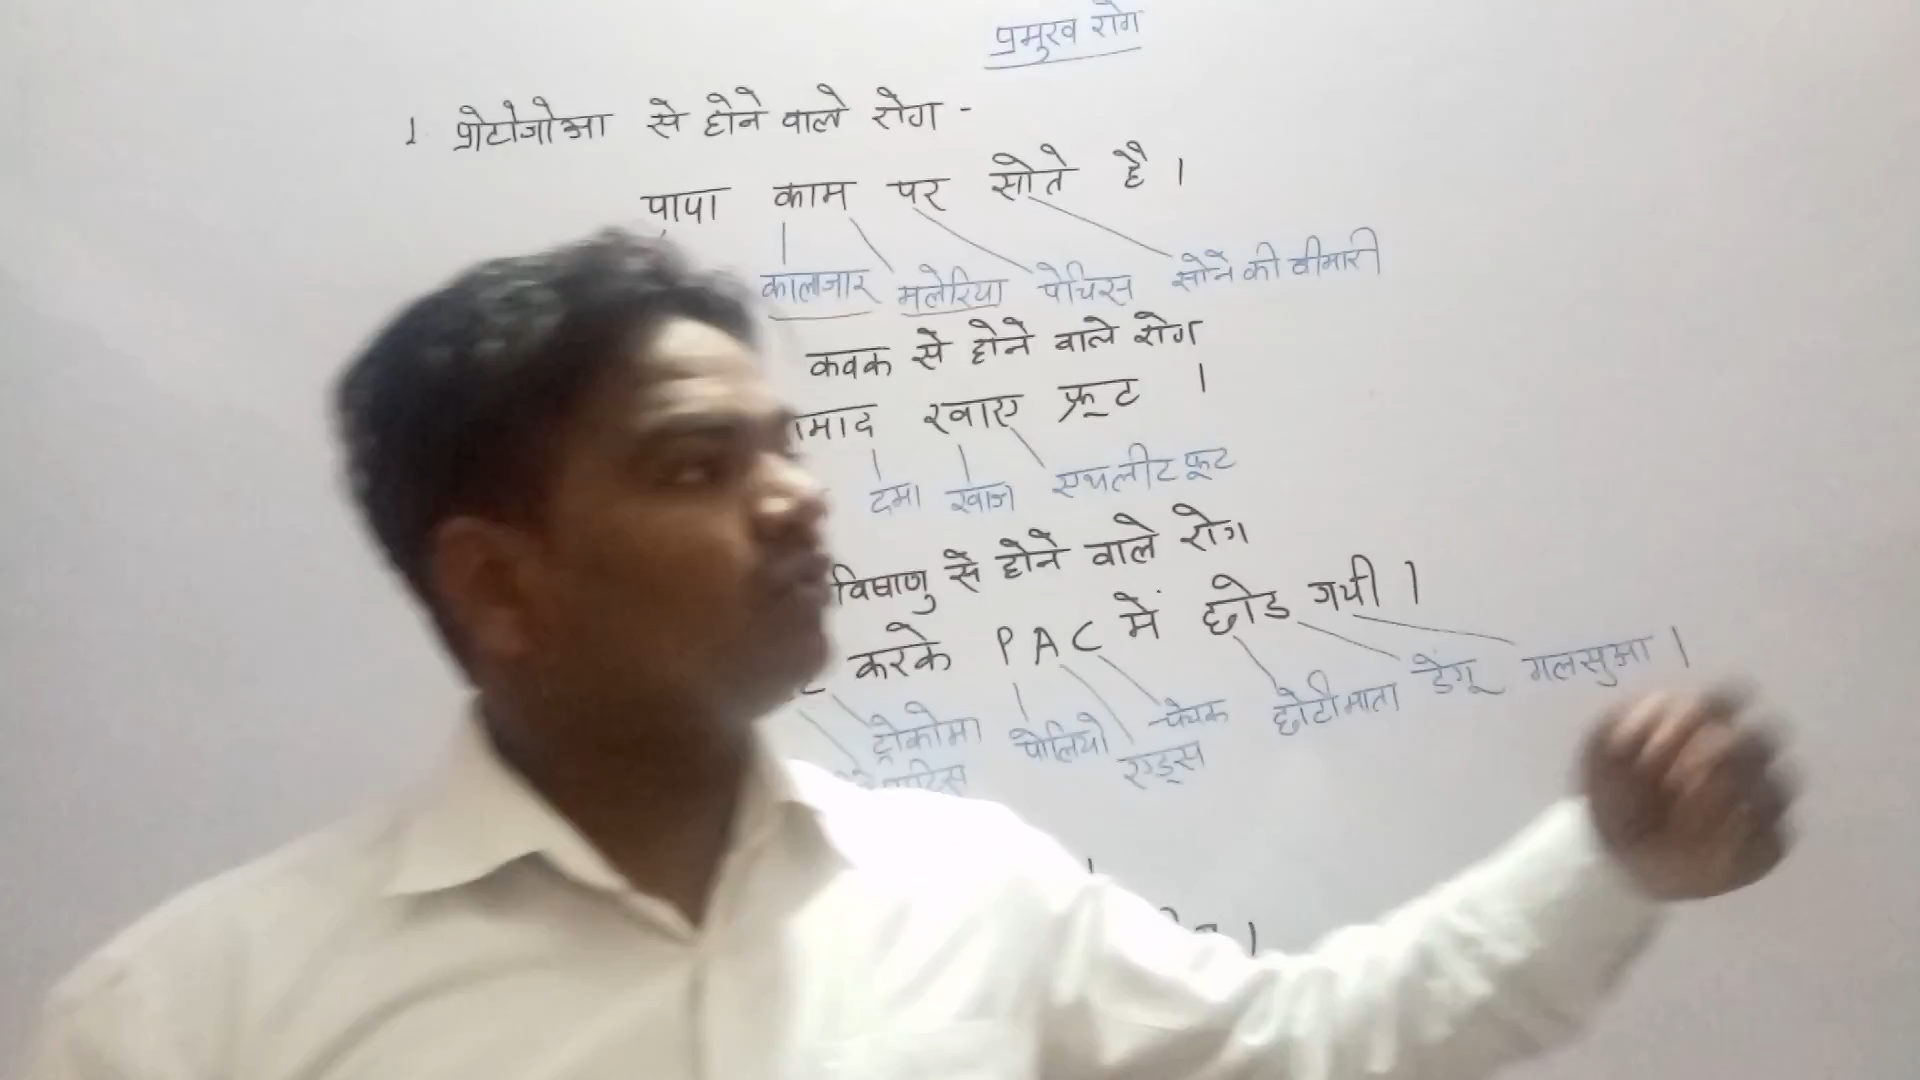 प्रमुख रोग
1 प्रोटोजोआ से होने वाले रोग -
पापा काम पर सोते है ।
कालाजार मलेरिया पेचिस सोने की बीमारी
कवक से होने वाले रोग
खाए फ्रूट ।
दमा खाज एथलीट फूट
विषाणु से होने वाले रोग
करके PAC में छोड गयी ।
ट्रोकोमा पोलियो चेचक छोटी माता डेंगू गलसुआ ।
एड्स